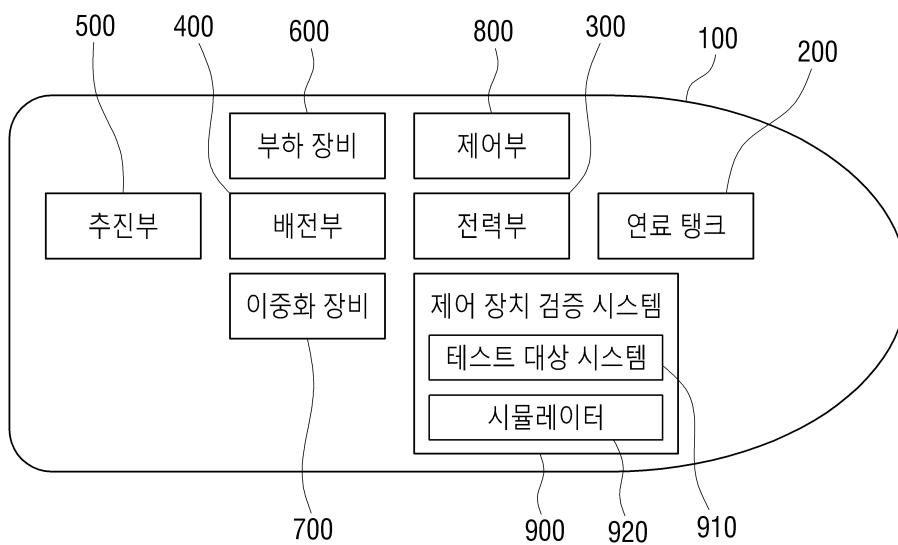 500
400
600
800
300
100
200
부하 장비
제어부
추진부
배전부
전력부
연료 탱크
이중화 장비
제어 장치 검증 시스템
테스트 대상 시스템
시뮬레이터
700
900
920
910